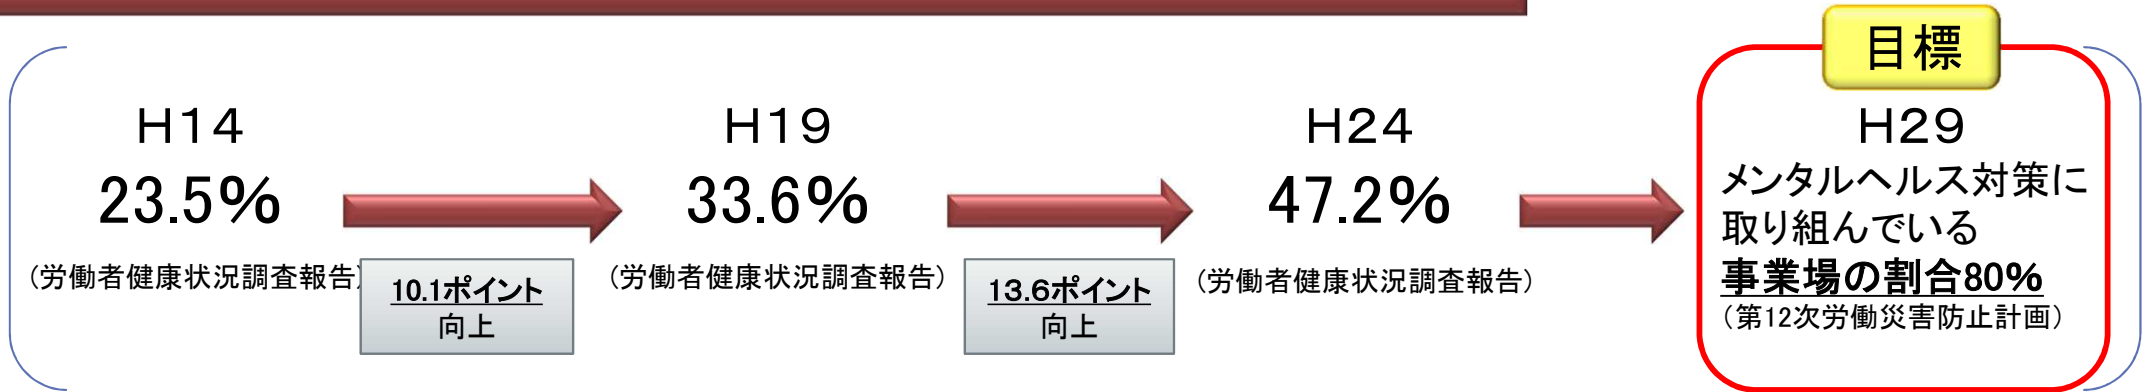 H14
23.5%
(労働者健康状況調査報告)
10.1ポイント
向上
H19
33.6%
(労働者健康状況調査報告)
13.6ポイント
向上
H24
47.2%
(労働者健康状況調査報告)
目標
H29
メンタルヘルス対策に
取り組んでいる
事業場の割合80%
(第12次労働災害防止計画)